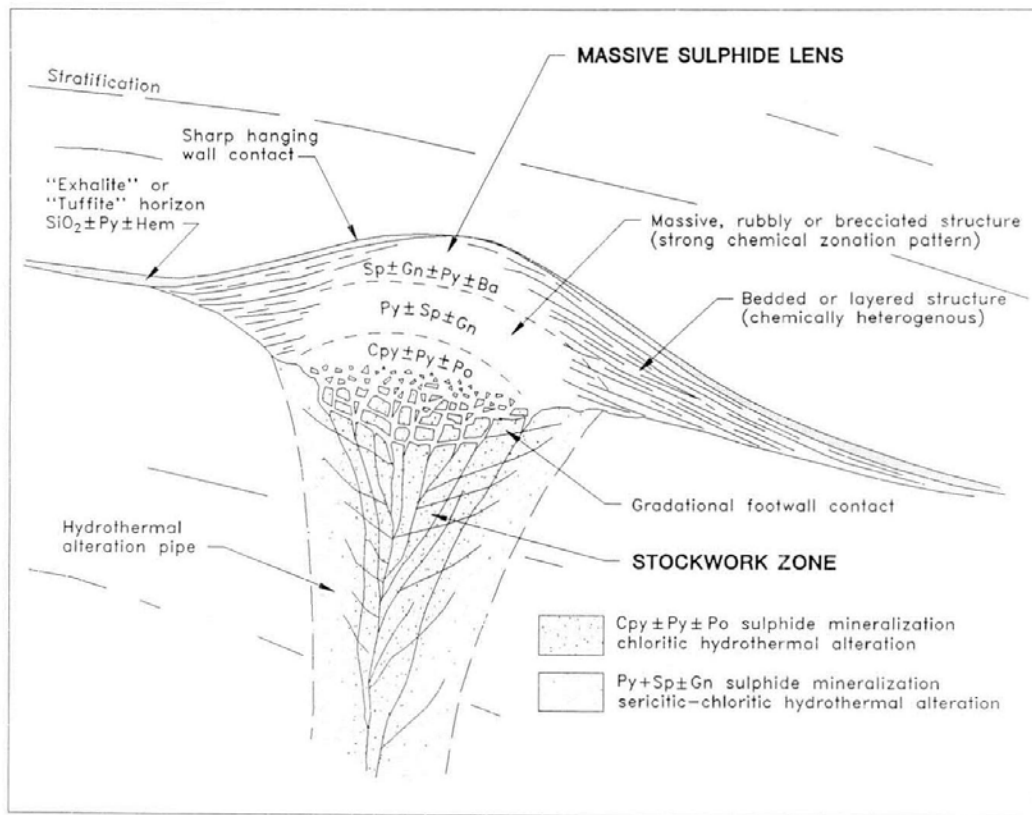 MASSIVE SULPHIDE LENS
Stratification
Sharp hanging
wall contact
"Exhalite" or
"Tuffite" horizon
SiO₂±Py±Hem
Massive, rubbly or brecciated structure
(strong chemical zonation pattern)
Sp±Gn±Py±Ba
Bedded or layered structure
(chemically heterogenous)
Py±Sp±Gn
Cpy±Py±Po
Gradational footwall contact
Hydrothermal
alteration pipe
STOCKWORK ZONE
Cpy±Py±Po sulphide mineralization
chloritic hydrothermal alteration
Py+Sp±Gn sulphide mineralization
sericitic-chloritic hydrothermal alteration